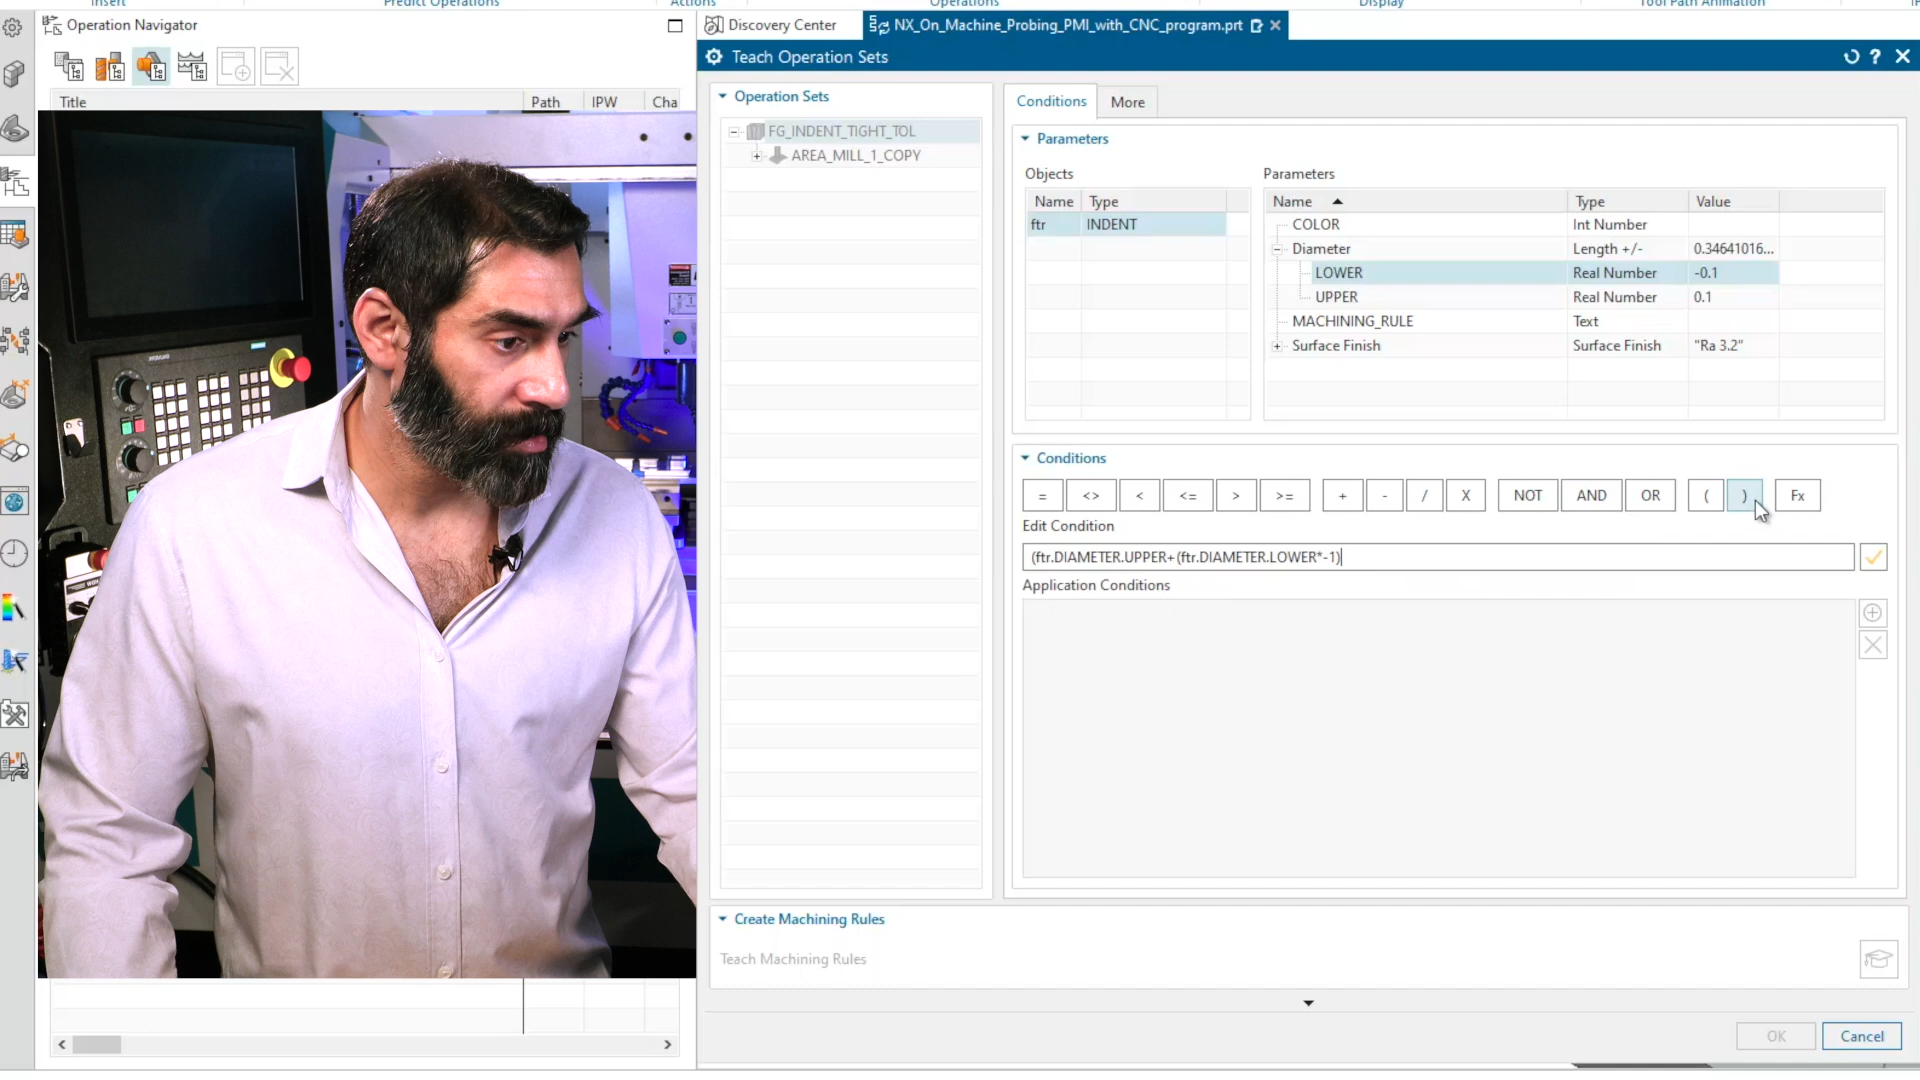 Insert
Predict Operations
Actions
Operations
Display
Tool Path Animation
Operation Navigator
Discovery Center
NX_On_Machine_Probing_PMI_with_CNC_program.prt
Teach Operation Sets
Title Path IPW Cha
Operation Sets
FG_INDENT_TIGHT_TOL
AREA_MILL_1_COPY
Conditions More
Parameters
Objects
Name Type
ftr INDENT
Parameters
Name Type Value
COLOR Int Number
Diameter Length +/- 0.34641016...
LOWER Real Number -0.1
UPPER Real Number 0.1
MACHINING_RULE Text
Surface Finish Surface Finish "Ra 3.2"
Conditions
= <> < <= > >= + - / X NOT AND OR ( ) Fx
Edit Condition
(ftr.DIAMETER.UPPER+(ftr.DIAMETER.LOWER*-1)
Application Conditions
Create Machining Rules
Teach Machining Rules
OK Cancel